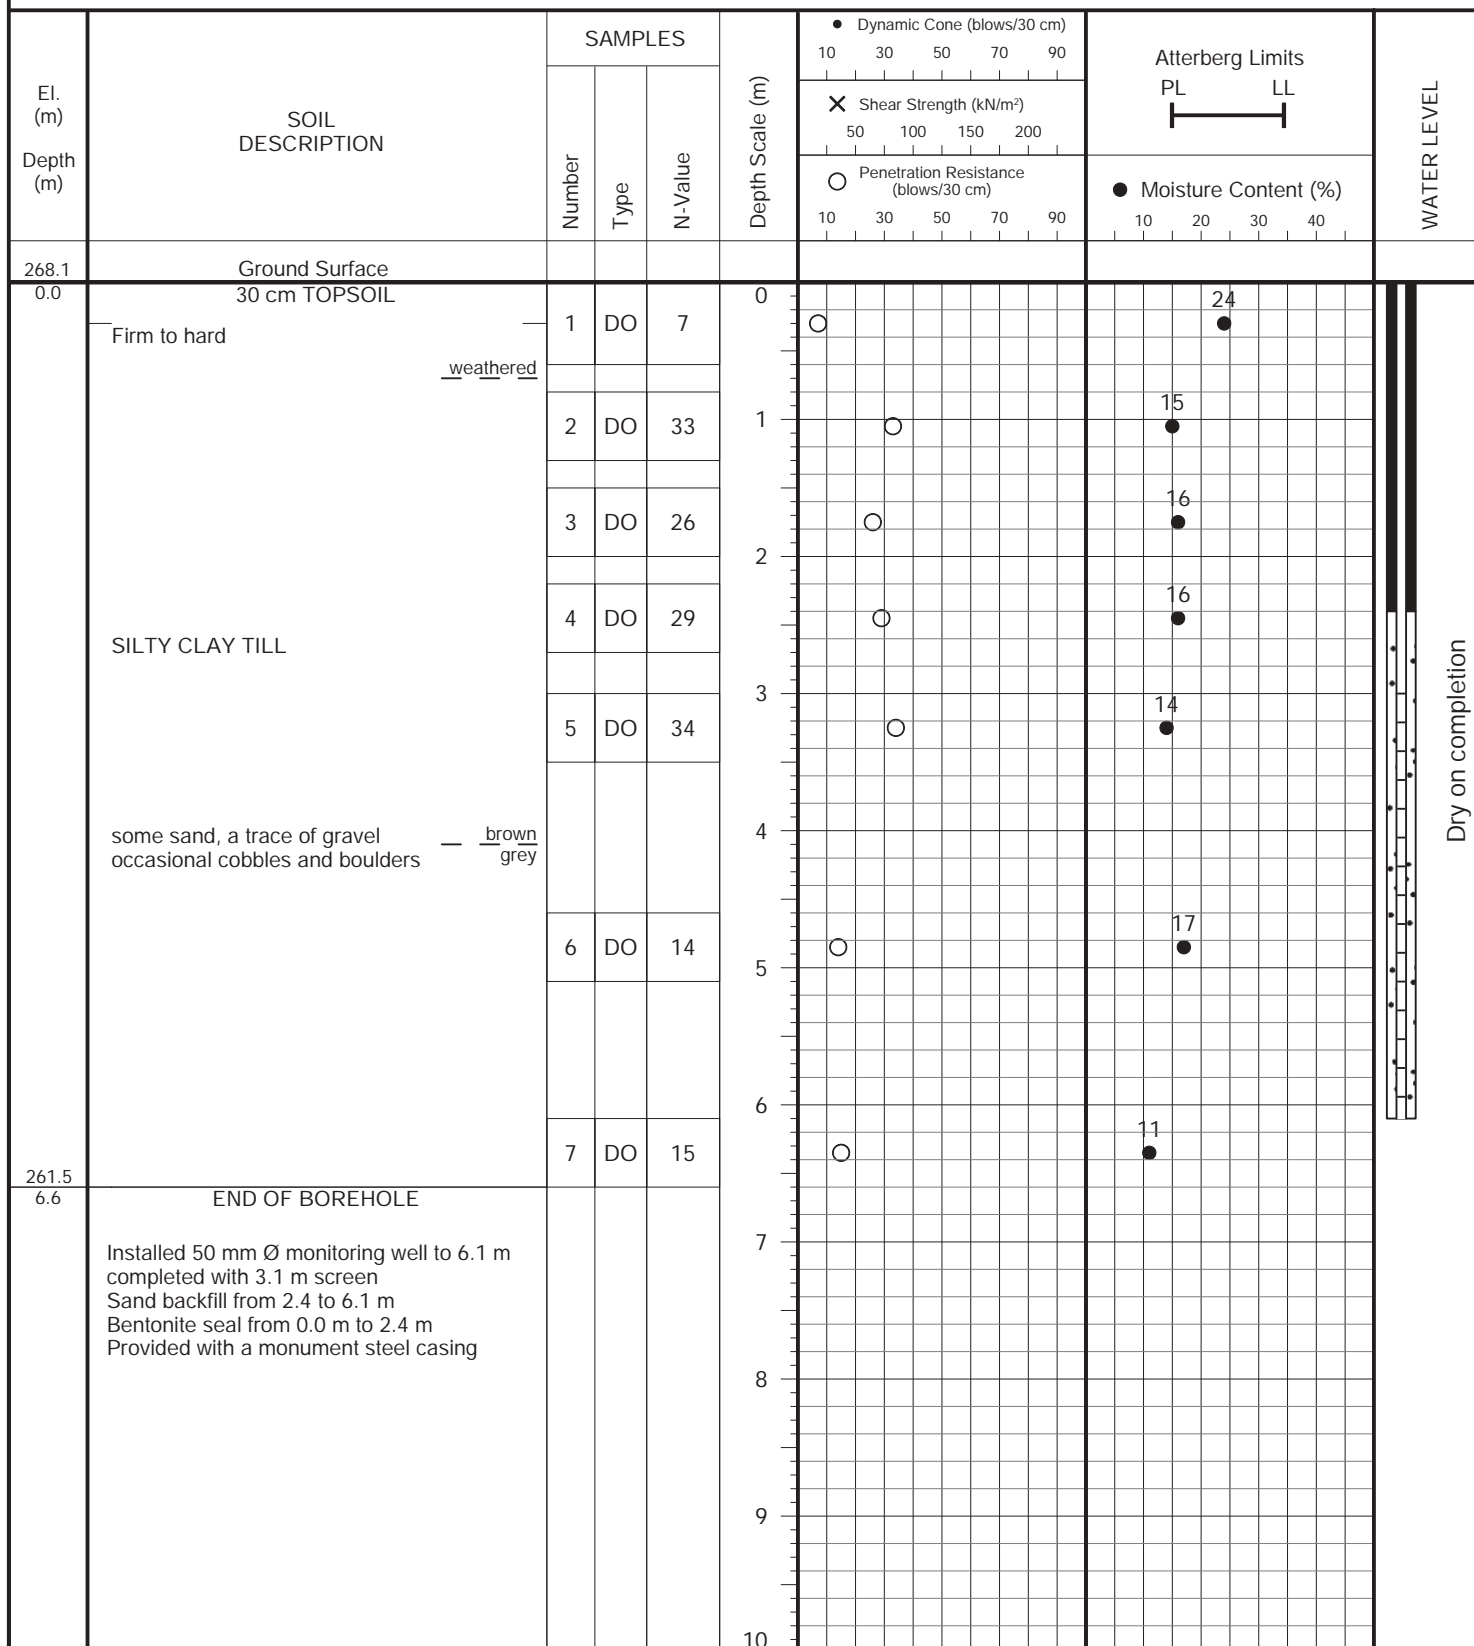 El.
(m)
Depth
(m)
SOIL
DESCRIPTION
SAMPLES
Number
Type
N-Value
Depth Scale (m)
Dynamic Cone (blows/30 cm)
10 30 50 70 90
Shear Strength (kN/m²)
50 100 150 200
Penetration Resistance
(blows/30 cm)
10 30 50 70 90
Atterberg Limits
PL LL
Moisture Content (%)
10 20 30 40
WATER LEVEL
268.1 Ground Surface
0.0 30 cm TOPSOIL 0
24
Firm to hard 1 DO 7
weathered
15
2 DO 33 1
16
3 DO 26
2
16
4 DO 29
SILTY CLAY TILL
3
14
5 DO 34
Dry on completion
some sand, a trace of gravel brown 4
occasional cobbles and boulders grey
17
6 DO 14
5
6
11
7 DO 15
261.5
6.6 END OF BOREHOLE
7
Installed 50 mm Ø monitoring well to 6.1 m
completed with 3.1 m screen
Sand backfill from 2.4 to 6.1 m
Bentonite seal from 0.0 m to 2.4 m
Provided with a monument steel casing
8
9
10